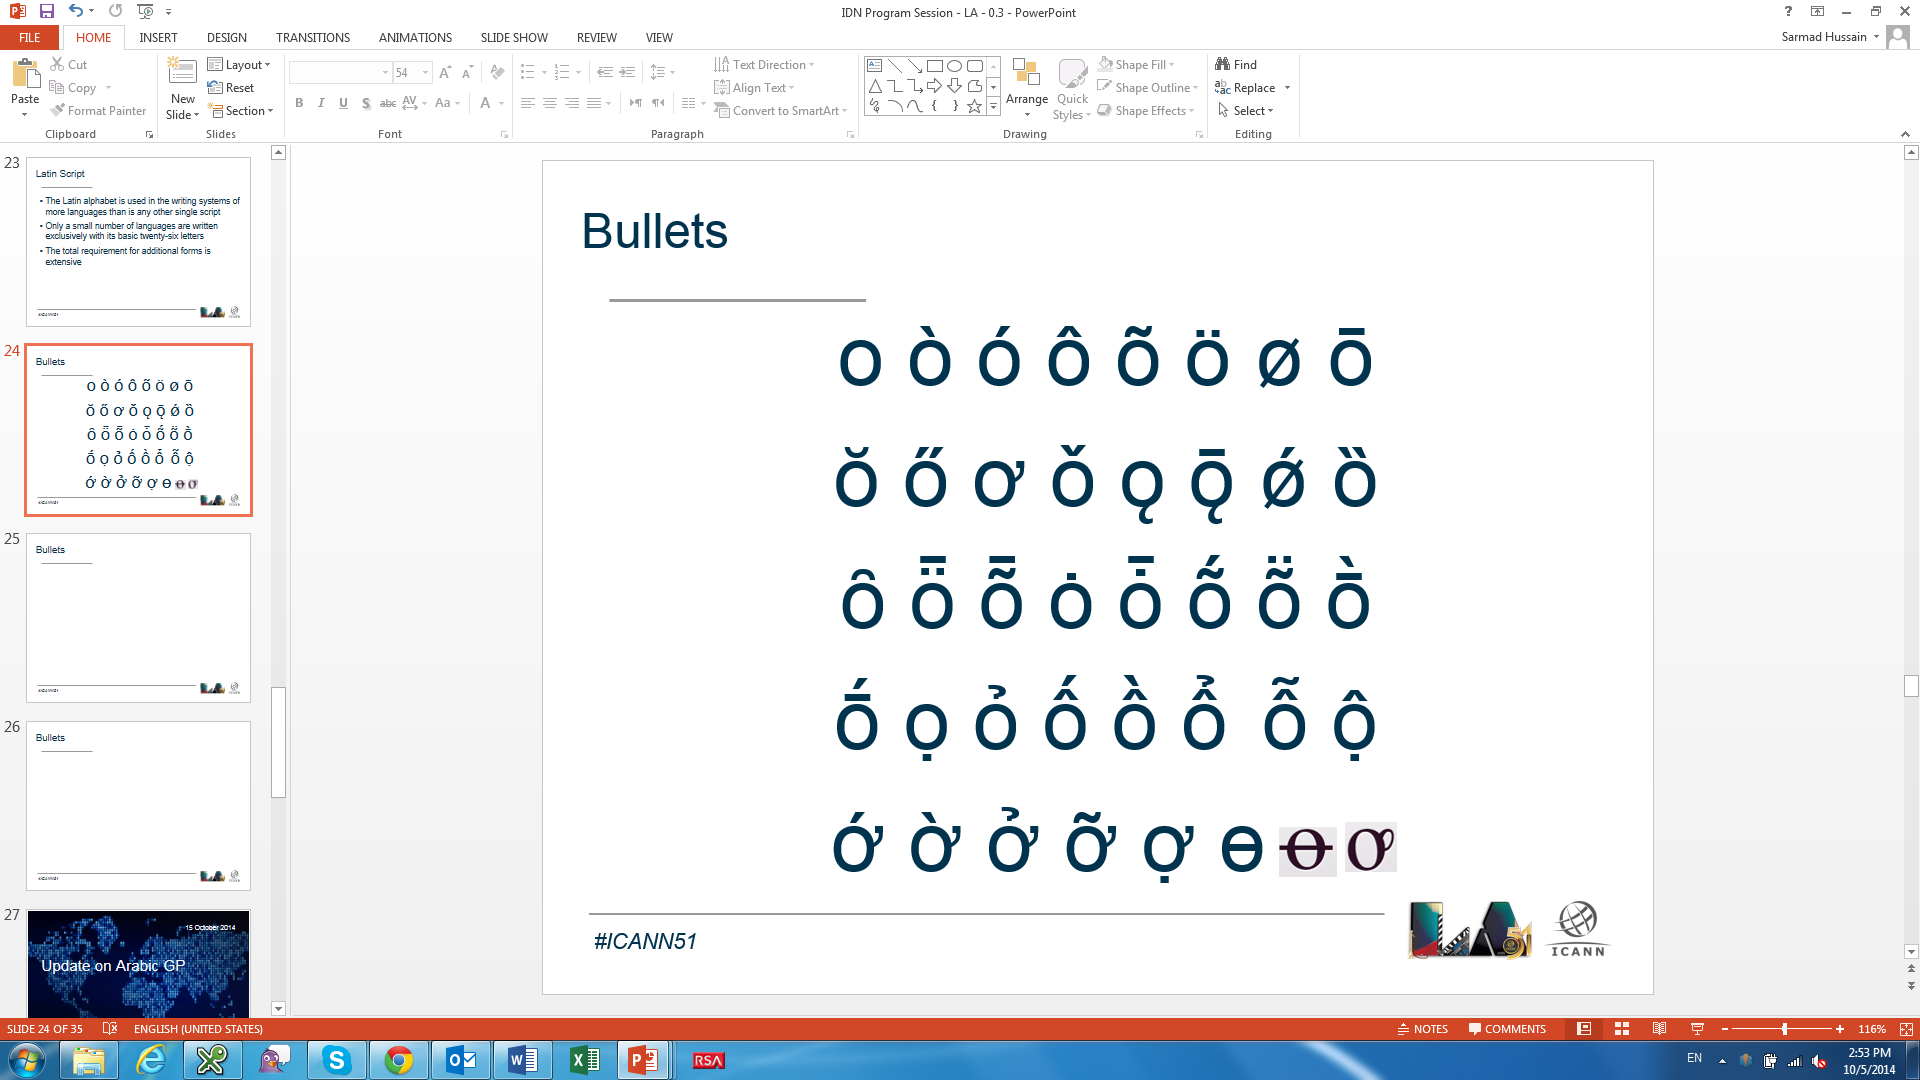 IDN Program Session - LA - 0.3 - PowerPoint
FILE HOME INSERT DESIGN TRANSITIONS ANIMATIONS SLIDE SHOW REVIEW VIEW
Sarmad Hussain
Paste
Cut
Copy
Format Painter
Clipboard
New Slide
Layout
Reset
Section
Slides
54
B I U S abc AV Aa A
Font
Text Direction
Align Text
Convert to SmartArt
Paragraph
Arrange
Quick Styles
Shape Fill
Shape Outline
Shape Effects
Drawing
Find
Replace
Select
Editing
23
Latin Script
• The Latin alphabet is used in the writing systems of
more languages than is any other single script
• Only a small number of languages are written
exclusively with its basic twenty-six letters
• The total requirement for additional forms is
extensive
24
Bullets
o ò ó ô õ ö ø ō
ŏ ő ơ ǒ ǫ ǭ ǿ ȍ
ȏ ȫ ȭ ȯ ȱ ṍ ṏ ṑ
ṓ ọ ỏ ố ồ ổ ỗ ộ
ớ ờ ở ỡ ợ ɵ ɵ ơ
25
Bullets
26
Bullets
27
15 October 2014
Update on Arabic GP
Bullets
o ò ó ô õ ö ø ō
ŏ ő ơ ǒ ǫ ǭ ǿ ȍ
ȏ ȫ ȭ ȯ ȱ ṍ ṏ ṑ
ṓ ọ ỏ ố ồ ổ ỗ ộ
ớ ờ ở ỡ ợ ɵ ɵ ơ
#ICANN51
LA 51
ICANN
SLIDE 24 OF 35 ENGLISH (UNITED STATES)
NOTES COMMENTS 116%
RSA
EN
2:53 PM
10/5/2014